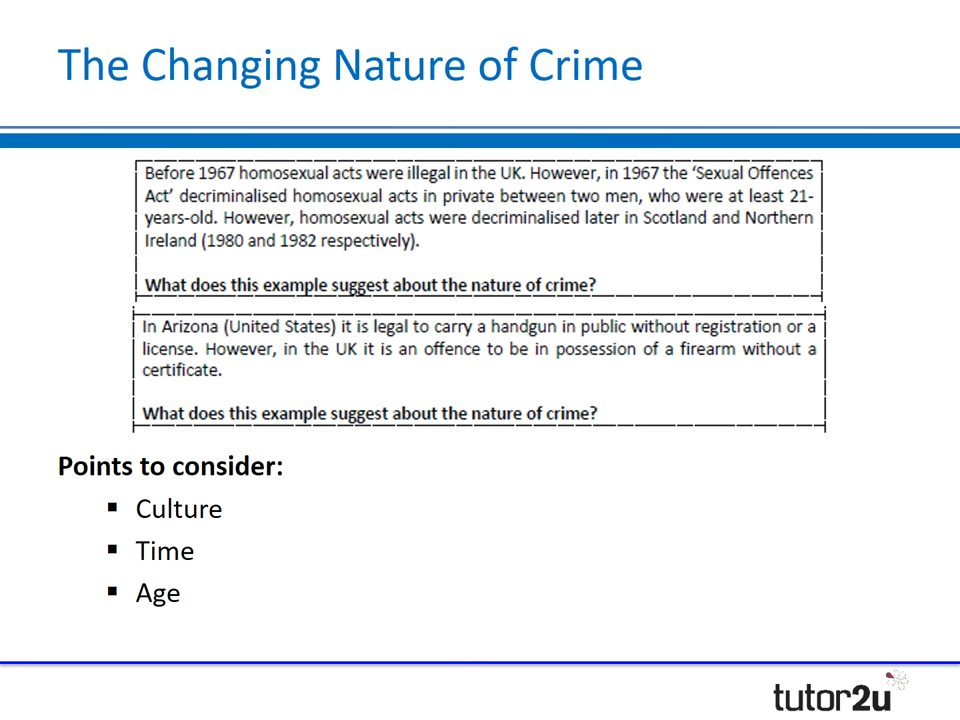 The Changing Nature of Crime
Before 1967 homosexual acts were illegal in the UK. However, in 1967 the ‘Sexual Offences
Act’ decriminalised homosexual acts in private between two men, who were at least 21-
years-old. However, homosexual acts were decriminalised later in Scotland and Northern
Ireland (1980 and 1982 respectively).
What does this example suggest about the nature of crime?
In Arizona (United States) it is legal to carry a handgun in public without registration or a
license. However, in the UK it is an offence to be in possession of a firearm without a
certificate.
What does this example suggest about the nature of crime?
Points to consider:
▪ Culture
▪ Time
▪ Age
tutor2u